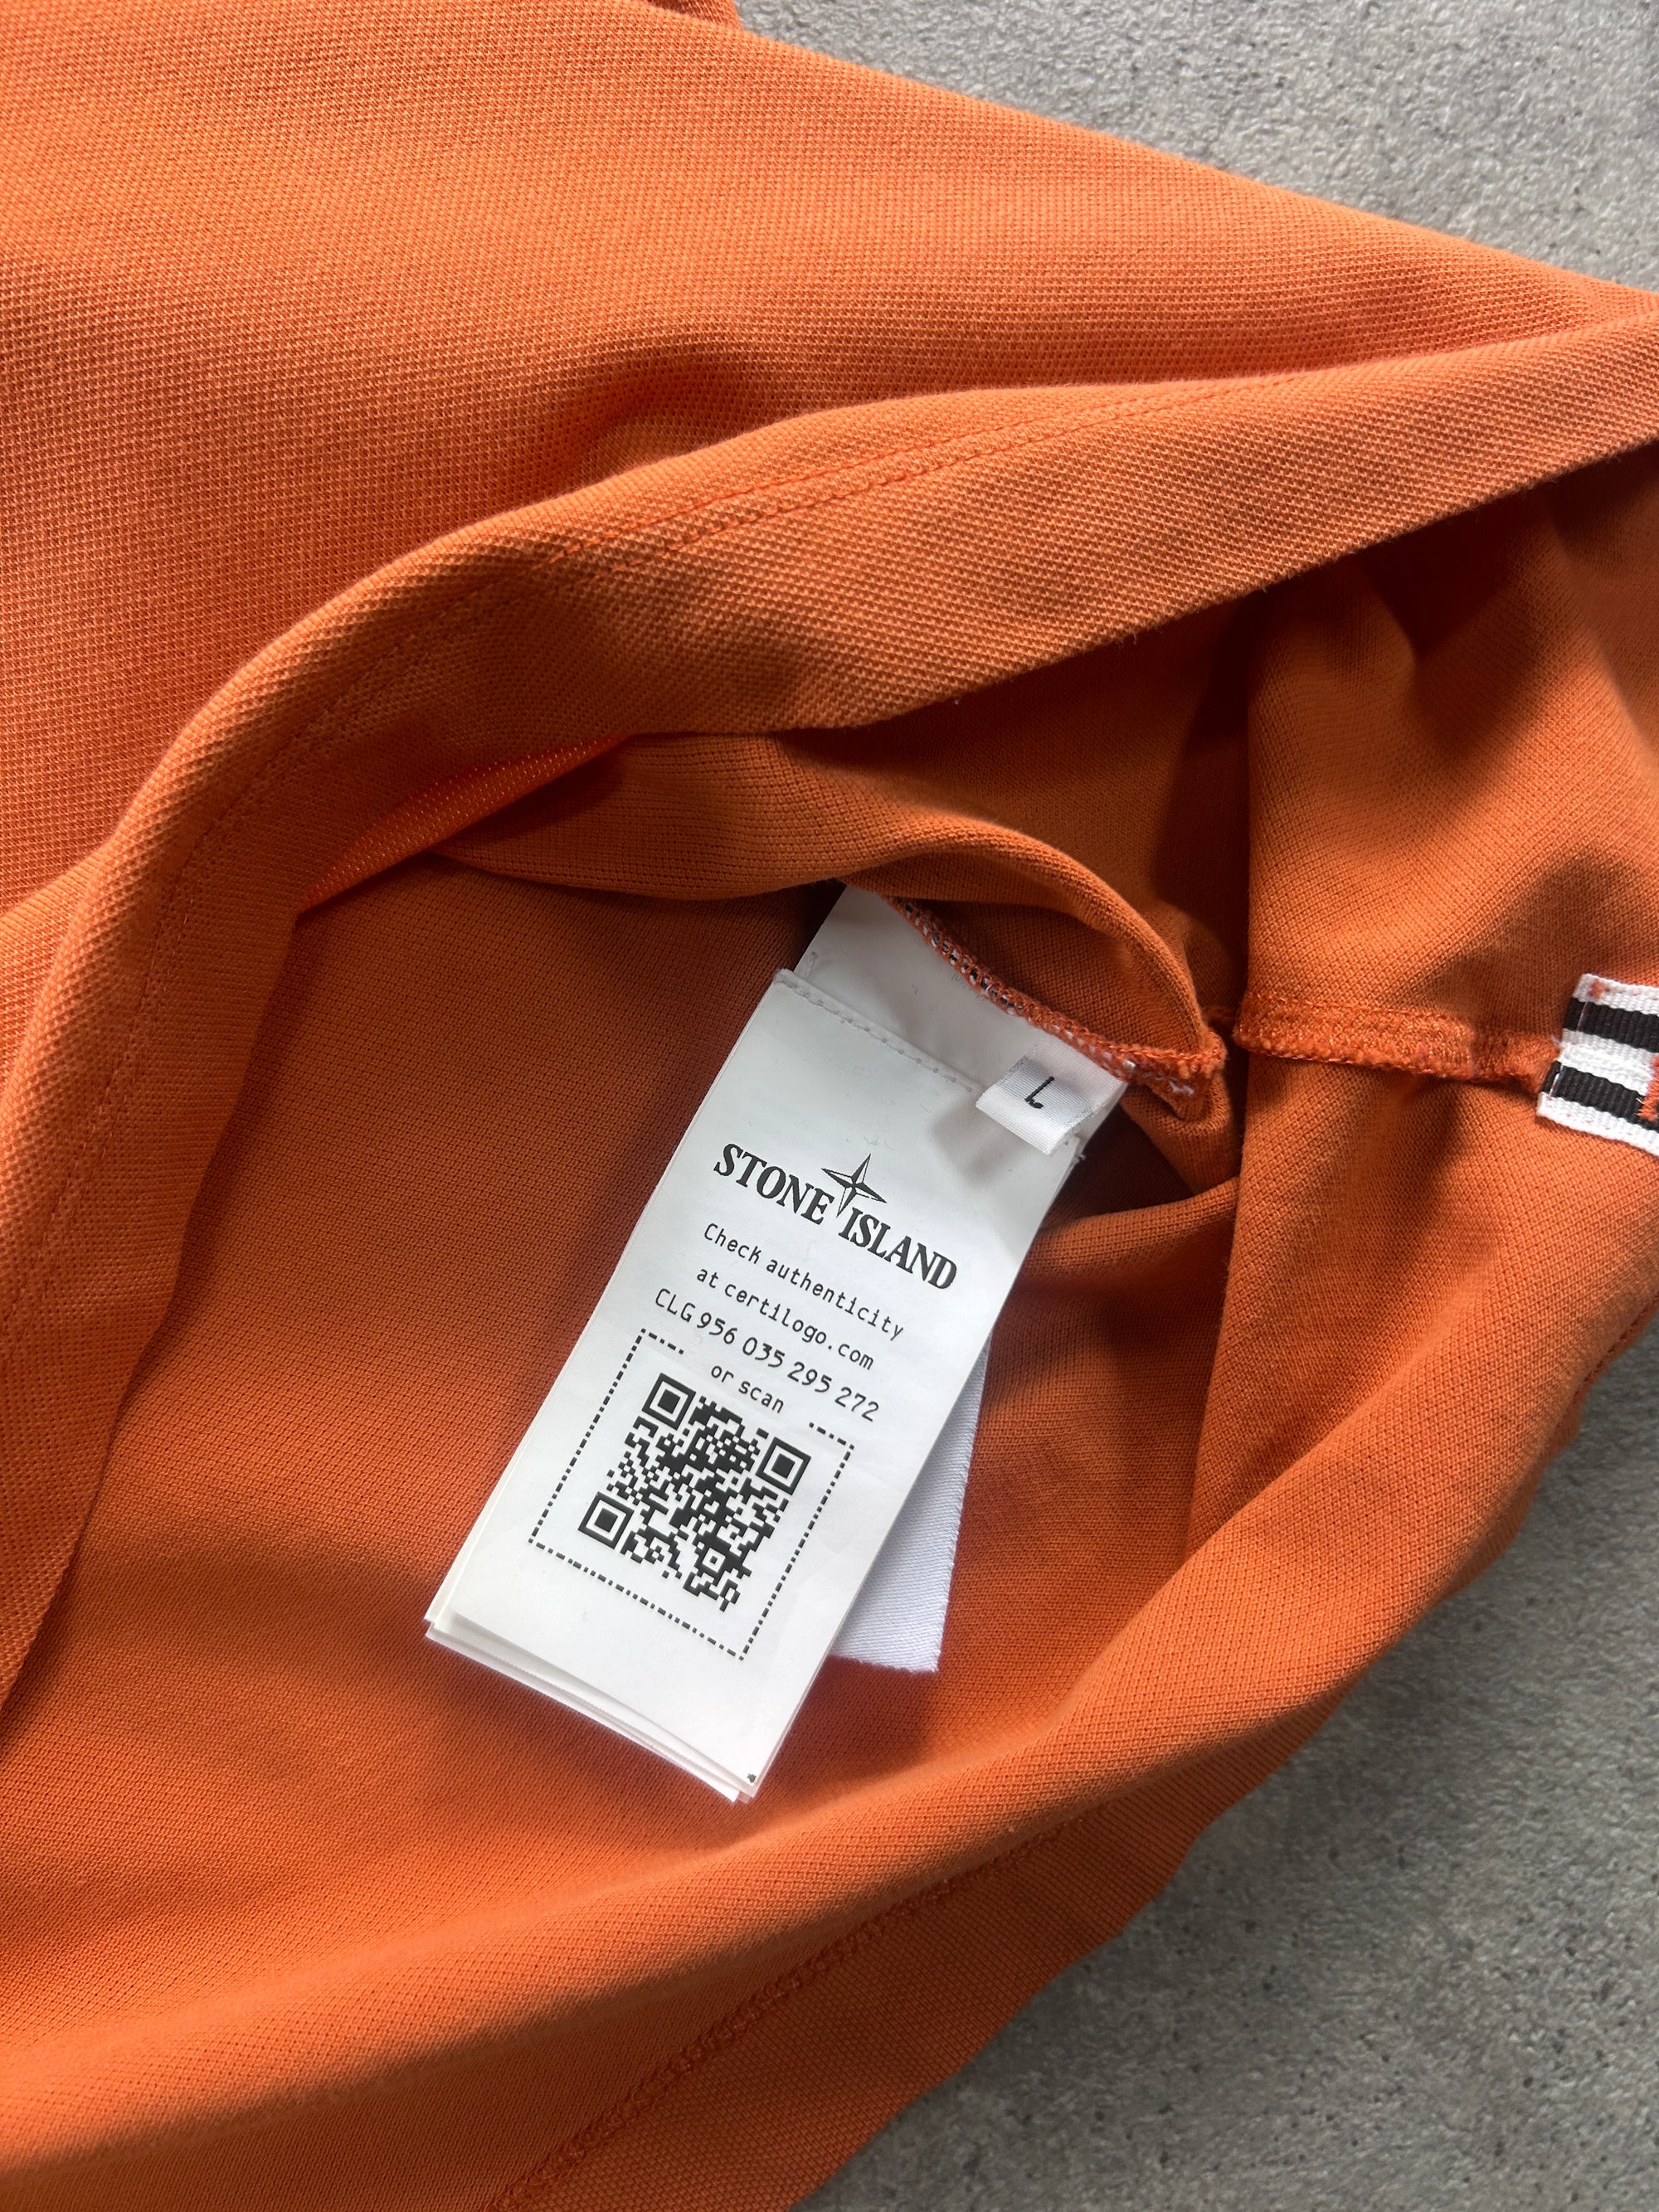 L
STONE ISLAND
Check authenticity
at certilogo.com
CLG 956 035 295 272
or scan